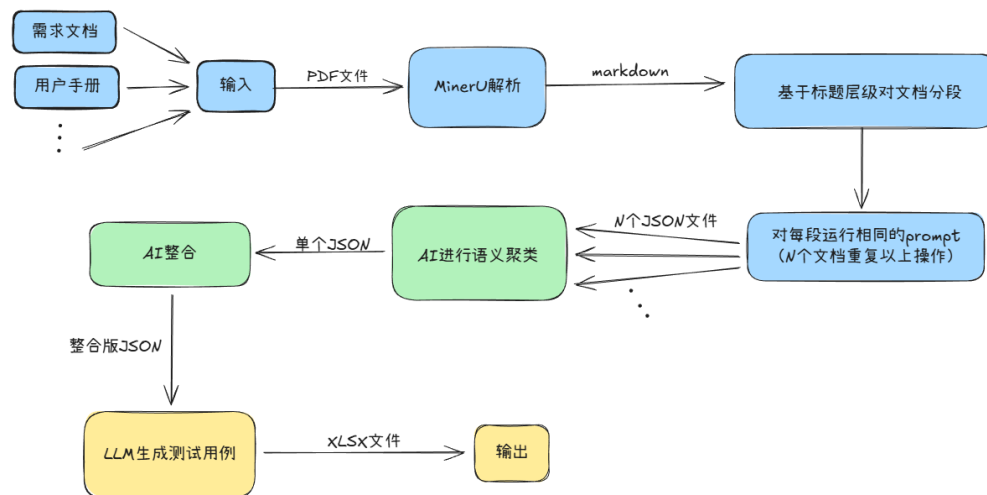 需求文档
用户手册
输入
PDF文件
MinerU解析
markdown
基于标题层级对文档分段
对每段运行相同的prompt
（N个文档重复以上操作）
N个JSON文件
AI进行语义聚类
单个JSON
AI整合
整合版JSON
LLM生成测试用例
XLSX文件
输出